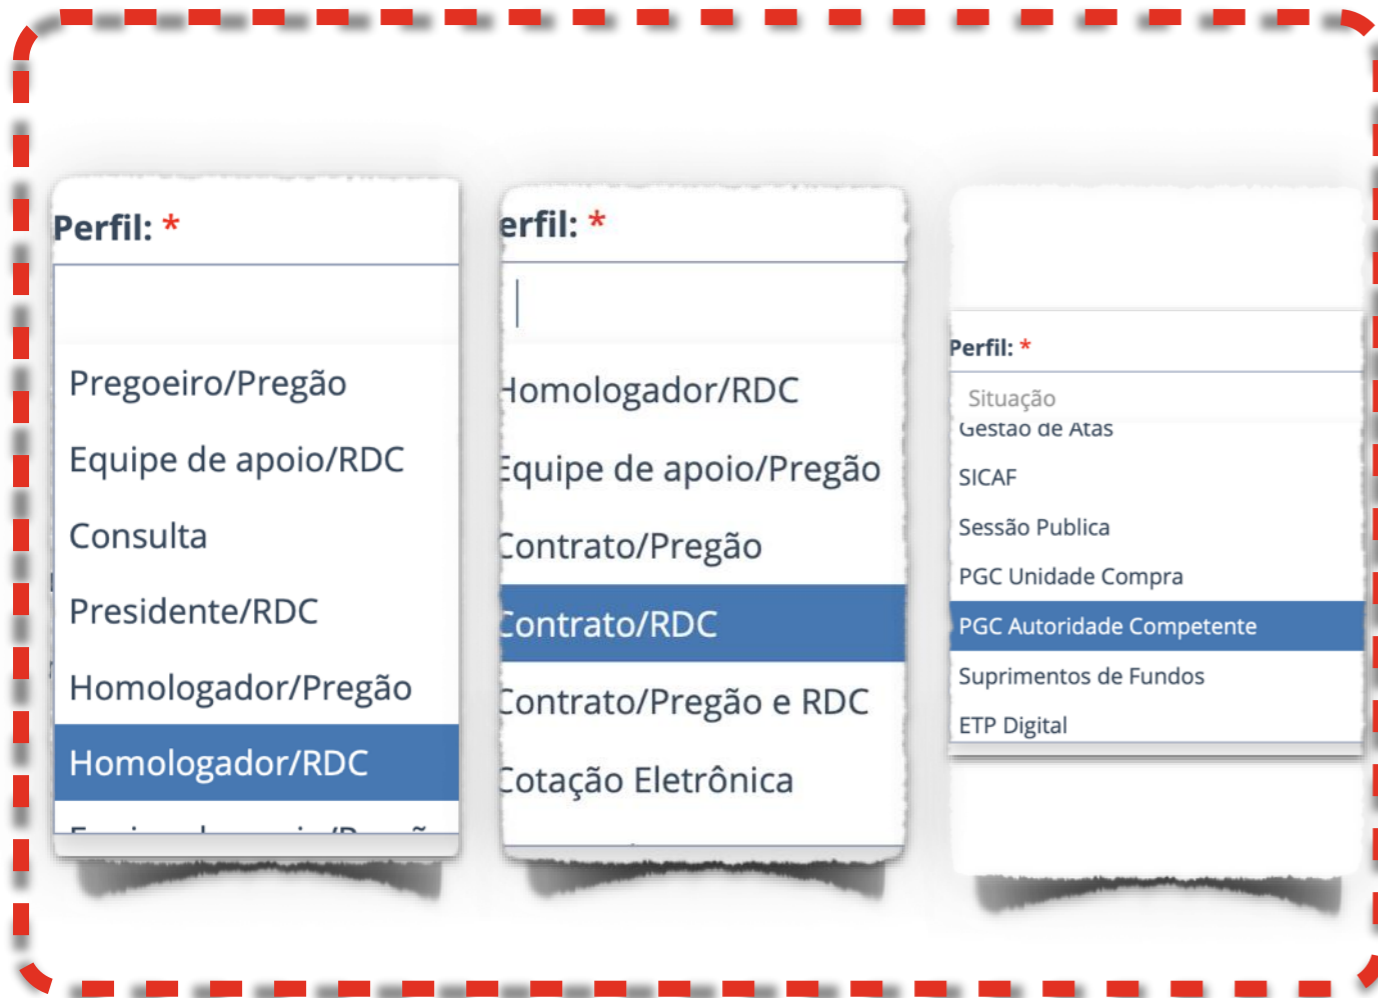 Perfil: *
Pregoeiro/Pregão
Equipe de apoio/RDC
Consulta
Presidente/RDC
Homologador/Pregão
Homologador/RDC
erfil: *
Homologador/RDC
Equipe de apoio/Pregão
Contrato/Pregão
Contrato/RDC
Contrato/Pregão e RDC
Cotação Eletrônica
Perfil: *
Situação
Gestão de Atas
SICAF
Sessão Publica
PGC Unidade Compra
PGC Autoridade Competente
Suprimentos de Fundos
ETP Digital